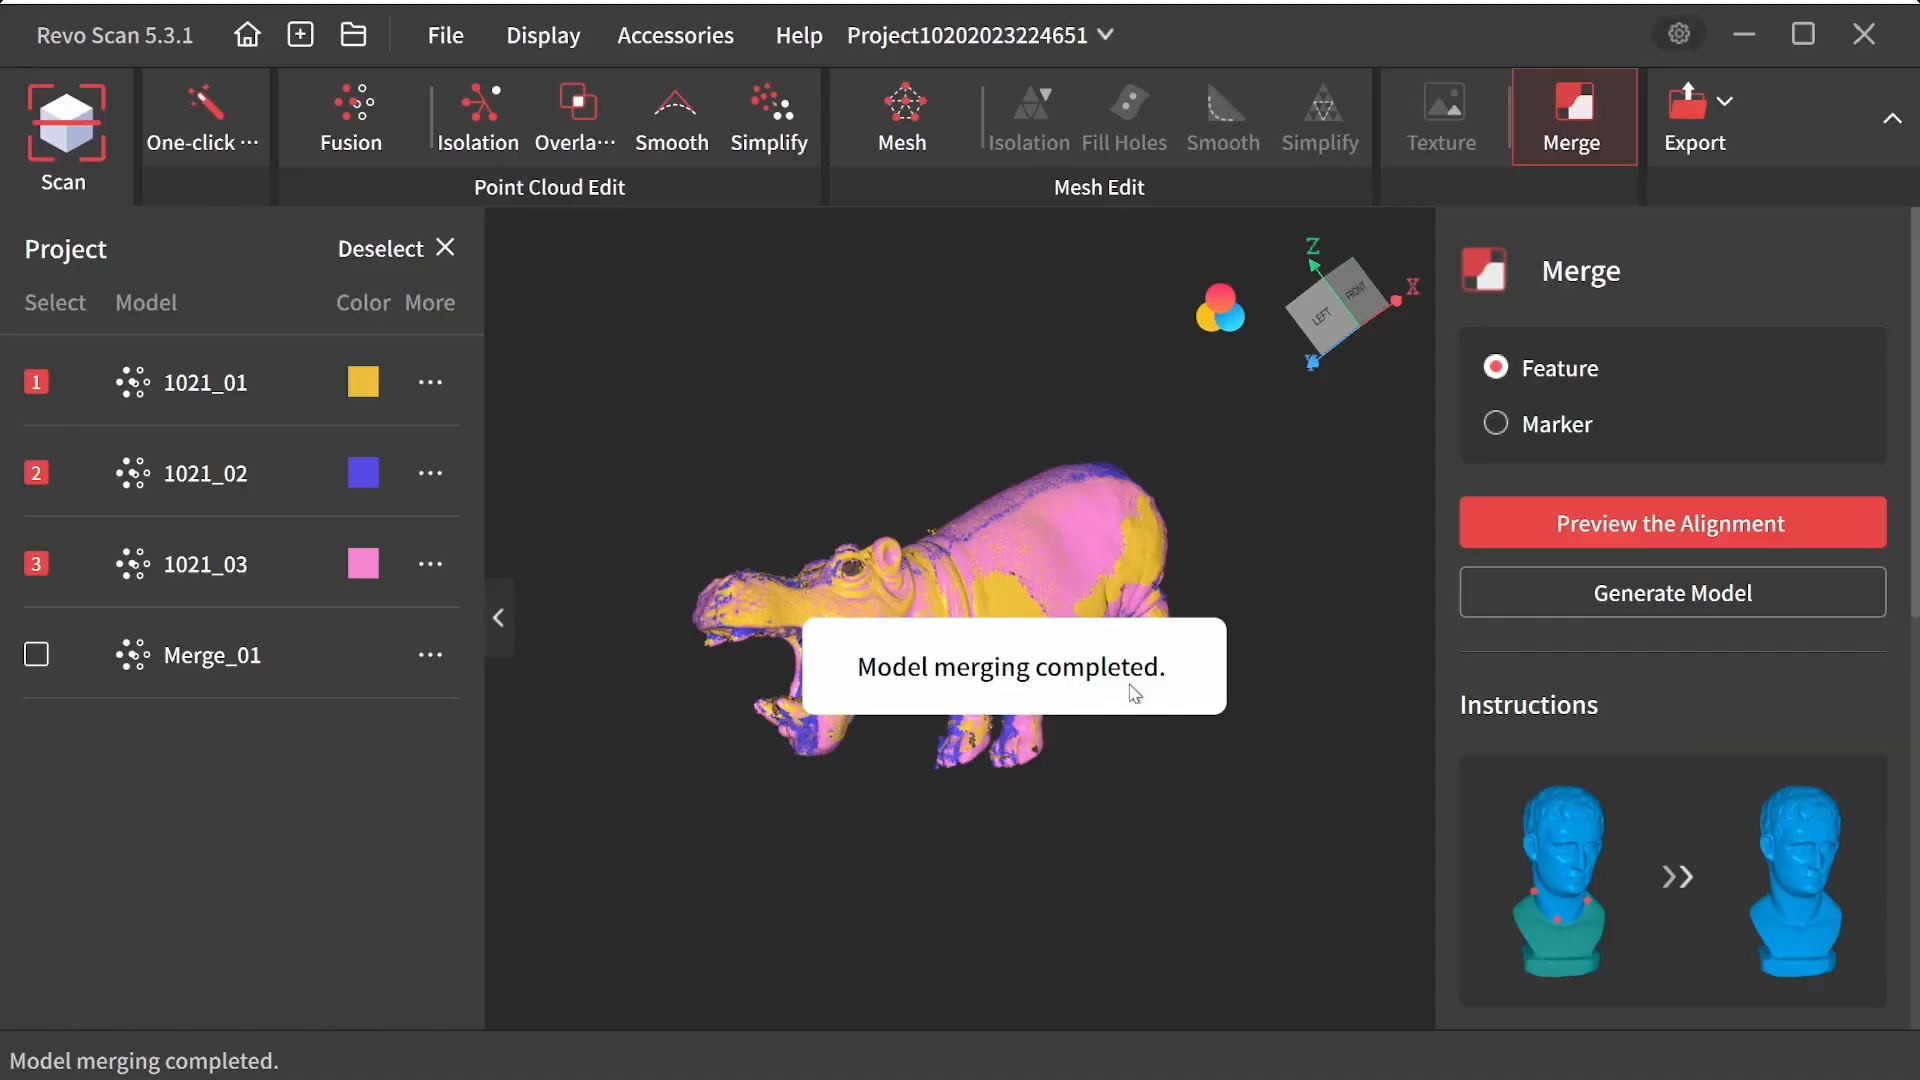 Revo Scan 5.3.1
File
Display
Accessories
Help
Project10202023224651
Scan
One-click ···
Fusion
Isolation
Overla···
Smooth
Simplify
Point Cloud Edit
Mesh
Isolation
Fill Holes
Smooth
Simplify
Mesh Edit
Texture
Merge
Export
Project
Deselect
Select
Model
Color
More
1
1021_01
2
1021_02
3
1021_03
Merge_01
Z
X
Y
LEFT
FRONT
Model merging completed.
Merge
Feature
Marker
Preview the Alignment
Generate Model
Instructions
Model merging completed.